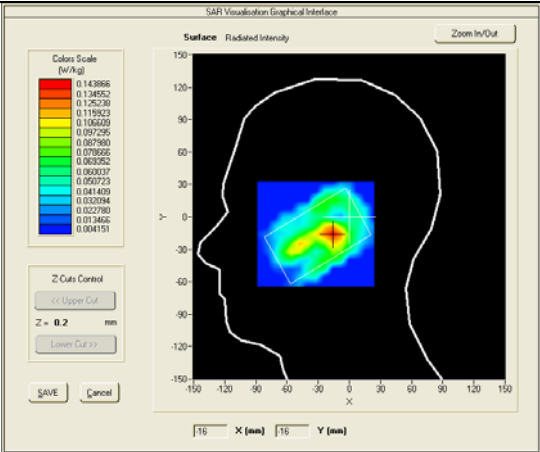 SAR Visualisation Graphical Interface
Surface Radiated Intensity
Zoom In/Out
Colors Scale
(W/kg)
0.143866
0.134552
0.125238
0.115923
0.106609
0.097295
0.087980
0.078666
0.069352
0.060037
0.050723
0.041409
0.032094
0.022780
0.013466
0.004151
Z-Cuts Control
<< Upper Cut
Z = 0.2 mm
Lower Cut >>
SAVE Cancel
150
120
90
60
30
0
-30
-60
-90
-120
-150
Y
-150 -120 -90 -60 -30 0 30 60 90 120 150
X
-16 X (mm) -16 Y (mm)